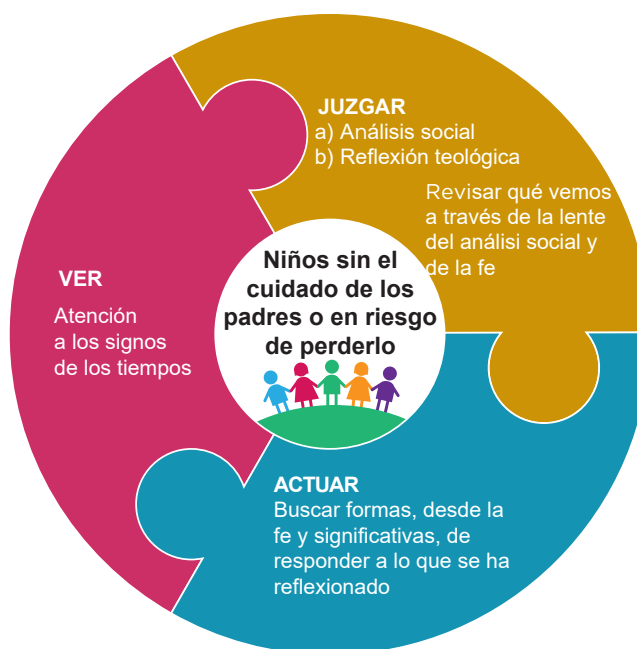 JUZGAR
a) Análisis social
b) Reflexión teológica
Revisar qué vemos
a través de la lente
del análisi social y
de la fe
VER
Atención
a los signos
de los tiempos
Niños sin el
cuidado de los
padres o en riesgo
de perderlo
ACTUAR
Buscar formas, desde la
fe y significativas, de
responder a lo que se ha
reflexionado